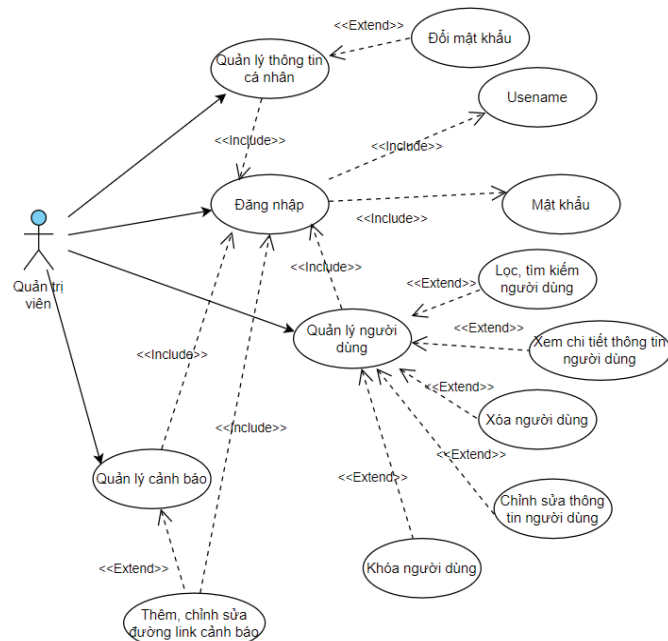 <<Extend>>
Đổi mật khẩu
Quản lý thông tin
cá nhân
Usename
<<Include>>
<<Include>>
Đăng nhập
Mật khẩu
<<Include>>
Quản trị
viên
<<Include>>
Lọc, tìm kiếm
người dùng
<<Extend>>
Quản lý người
dùng
<<Extend>>
Xem chi tiết thông tin
người dùng
<<Include>>
<<Extend>>
Xóa người dùng
<<Include>>
<<Extend>>
Quản lý cảnh báo
<<Extend>>
Chỉnh sửa thông
tin người dùng
<<Extend>>
Khóa người dùng
Thêm, chỉnh sửa
đường link cảnh báo